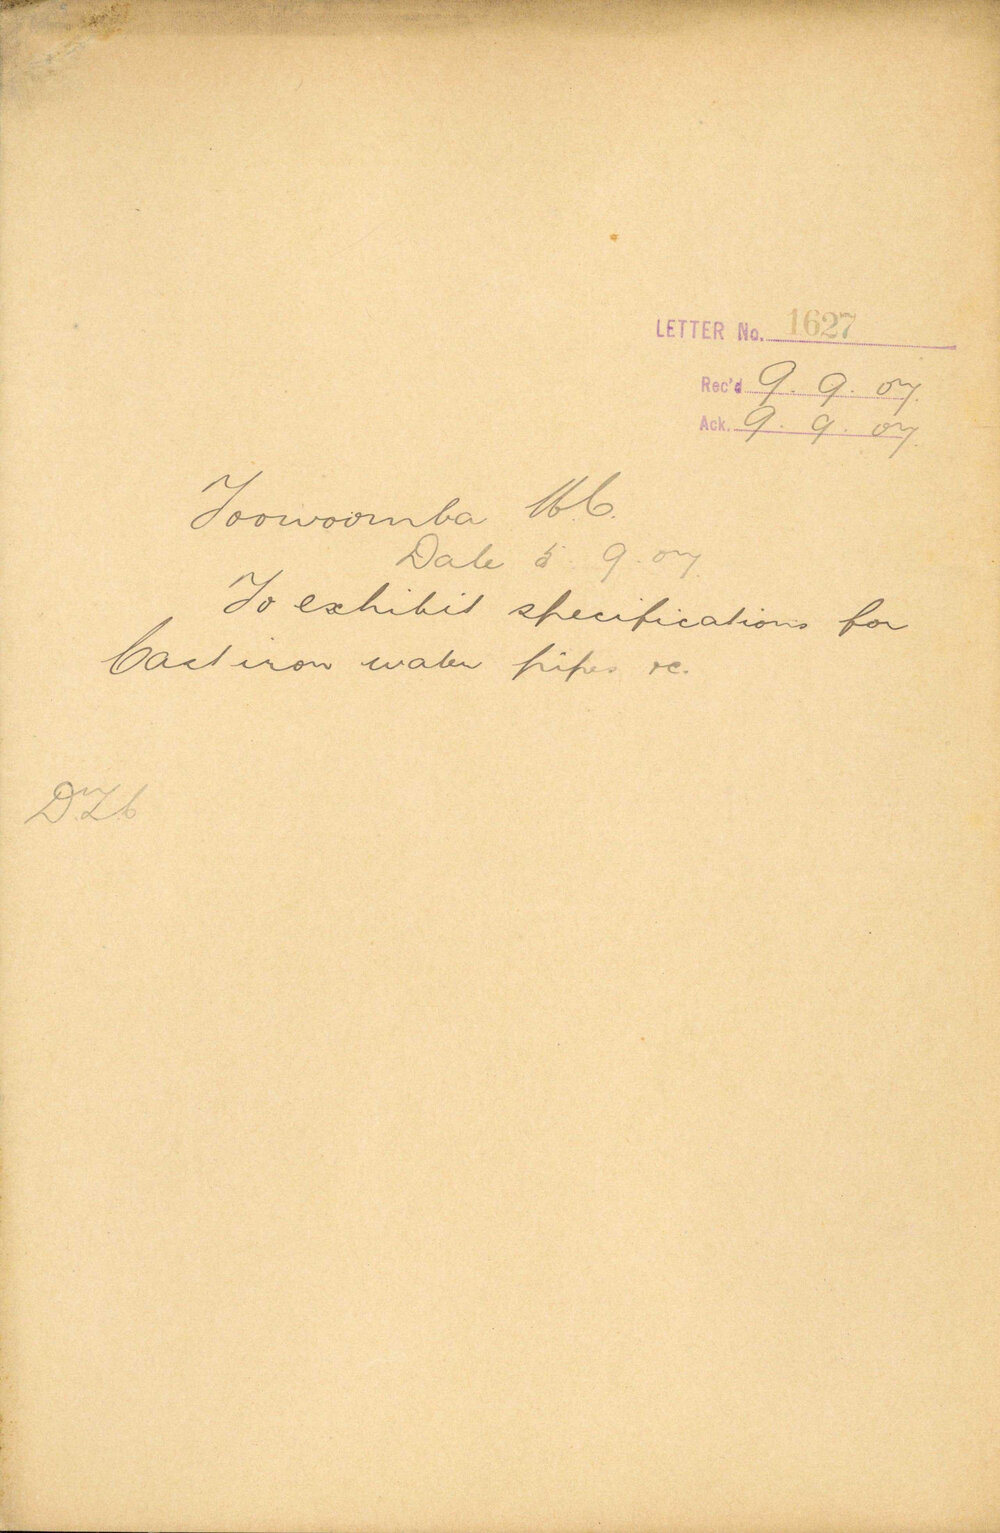 LETTER No. 1627
Rec'd 9. 9. 07.
Ack. 9. 9. 07.
Toowoomba
Date 5. 9. 07.
To exhibit specifications for
Cast iron water pipes &c.